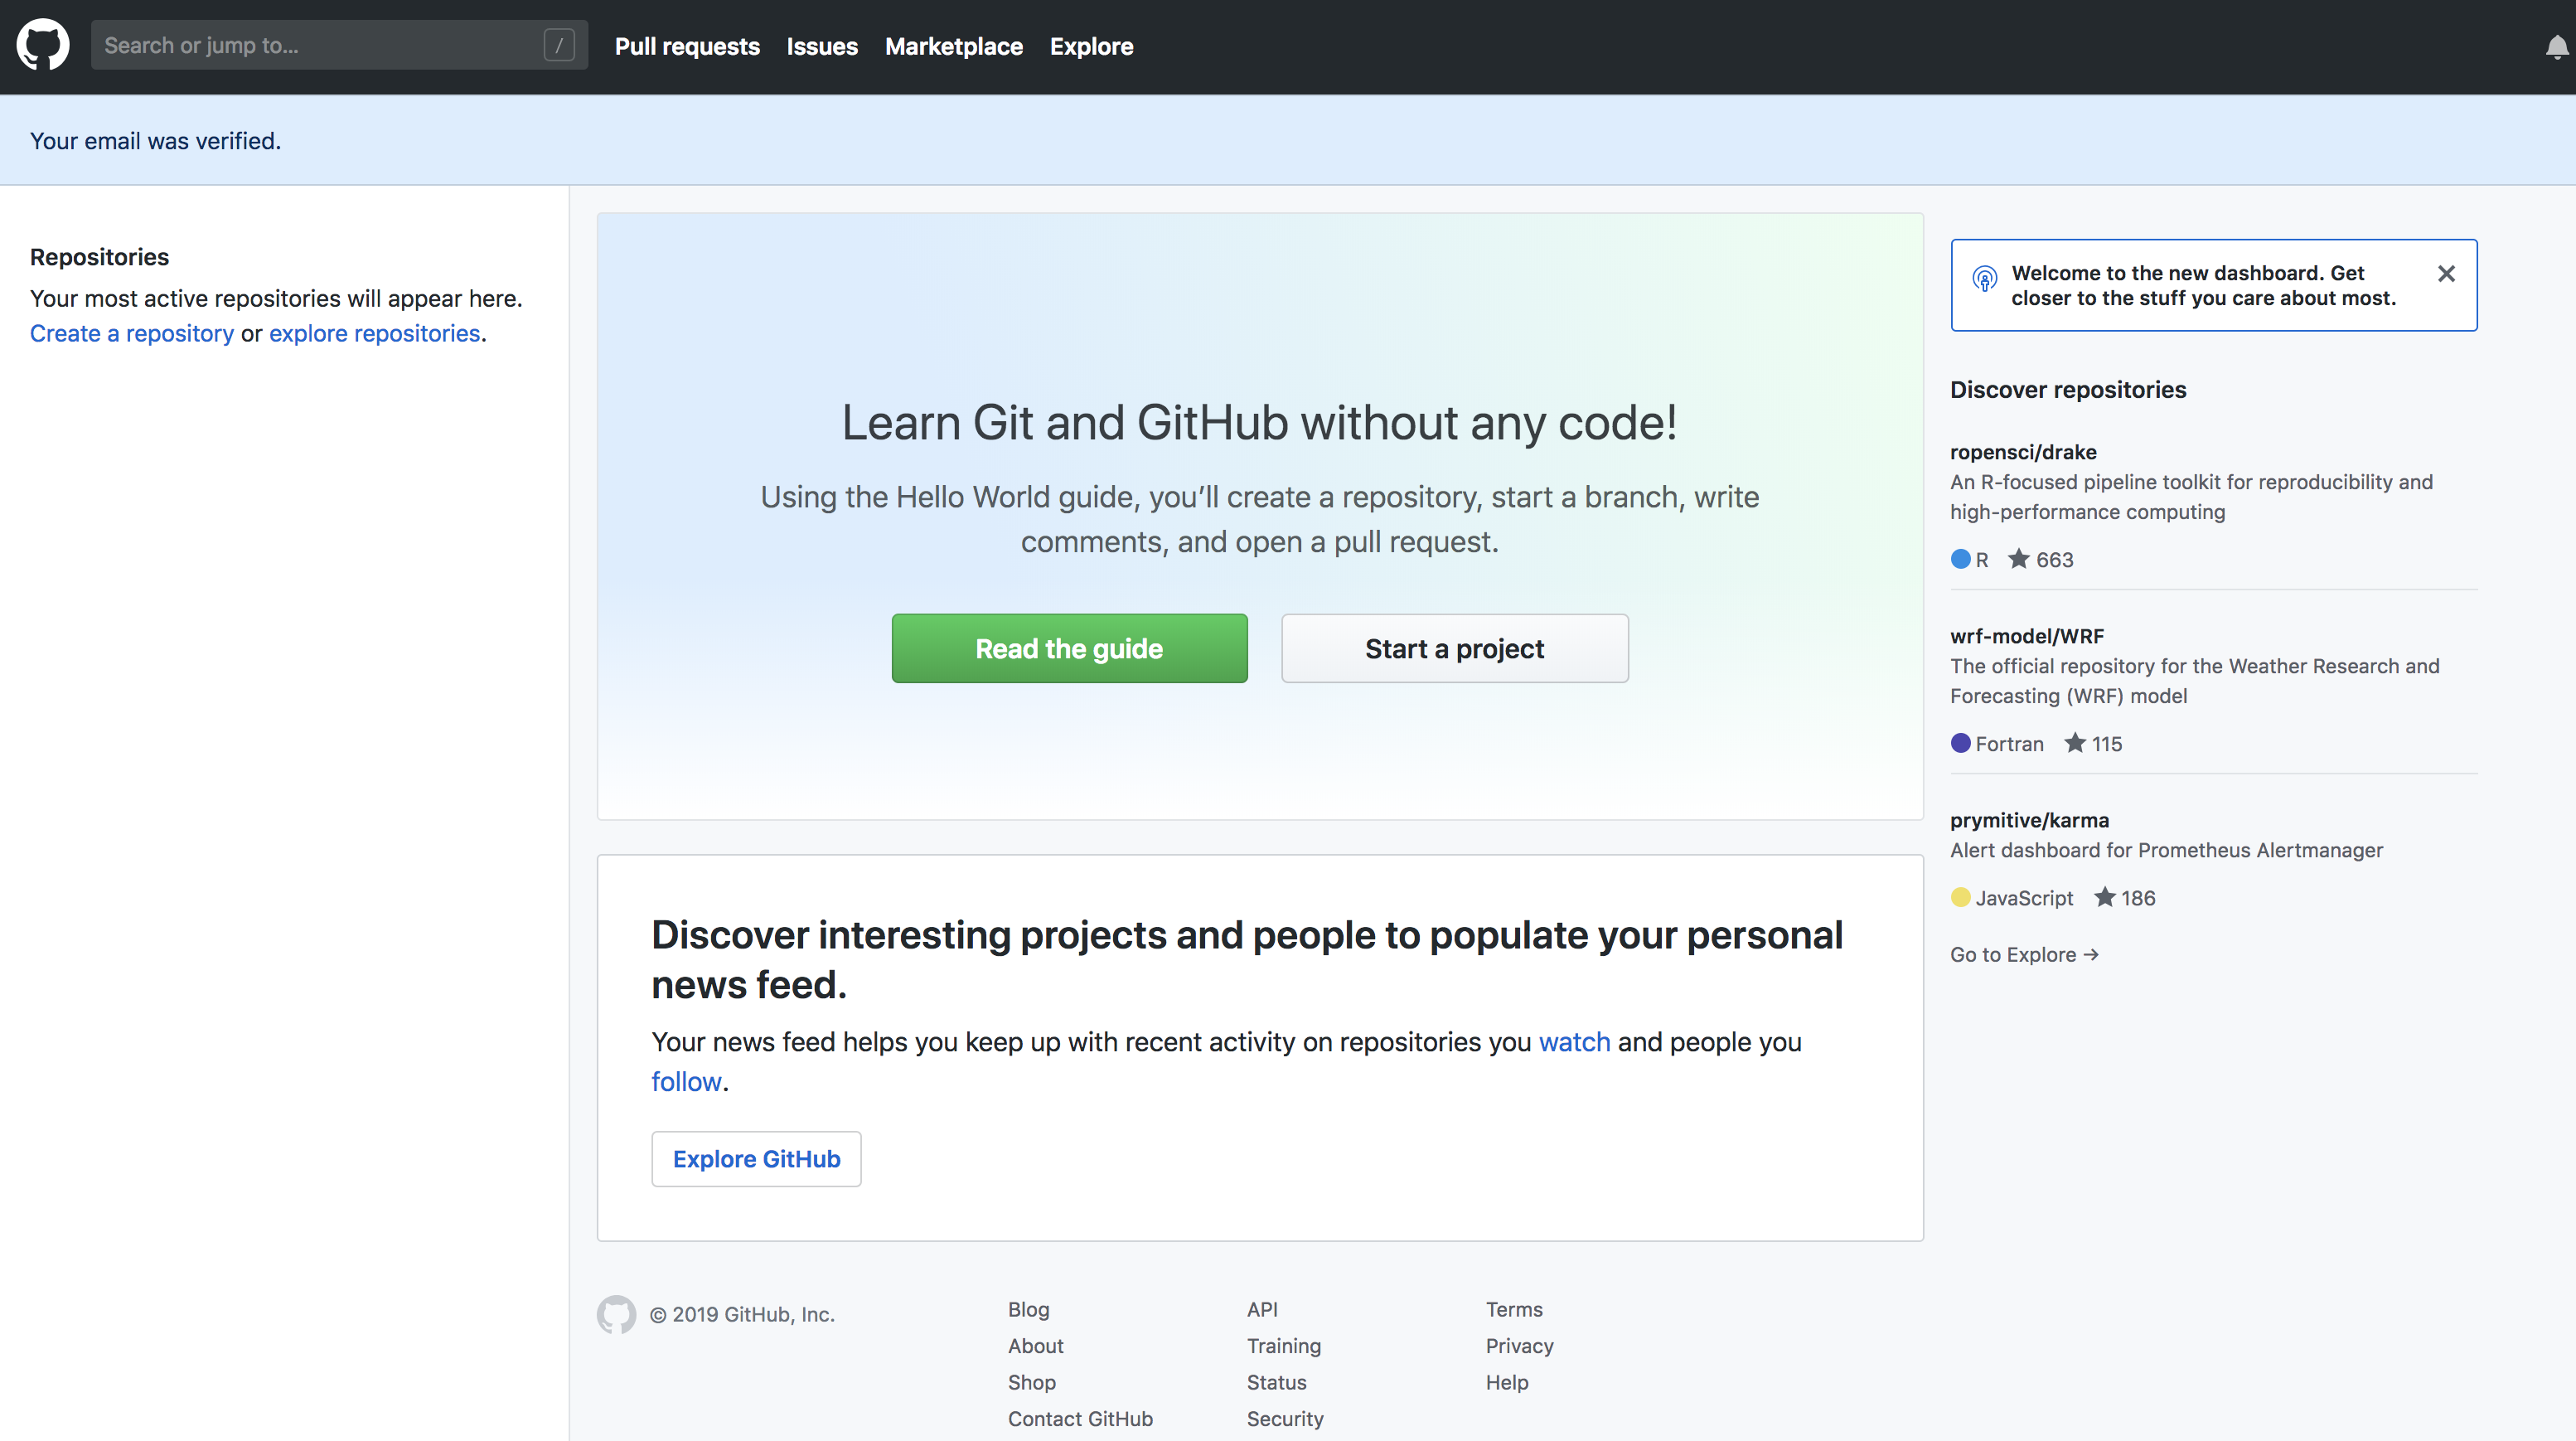 Search or jump to...
/
Pull requests
Issues
Marketplace
Explore
Your email was verified.
Repositories
Your most active repositories will appear here.
Create a repository or explore repositories.
Learn Git and GitHub without any code!
Using the Hello World guide, you’ll create a repository, start a branch, write
comments, and open a pull request.
Read the guide
Start a project
Discover interesting projects and people to populate your personal
news feed.
Your news feed helps you keep up with recent activity on repositories you watch and people you
follow.
Explore GitHub
Welcome to the new dashboard. Get
closer to the stuff you care about most.
Discover repositories
ropensci/drake
An R-focused pipeline toolkit for reproducibility and
high-performance computing
R 663
wrf-model/WRF
The official repository for the Weather Research and
Forecasting (WRF) model
Fortran 115
prymitive/karma
Alert dashboard for Prometheus Alertmanager
JavaScript 186
Go to Explore →
© 2019 GitHub, Inc.
Blog
About
Shop
Contact GitHub
API
Training
Status
Security
Terms
Privacy
Help